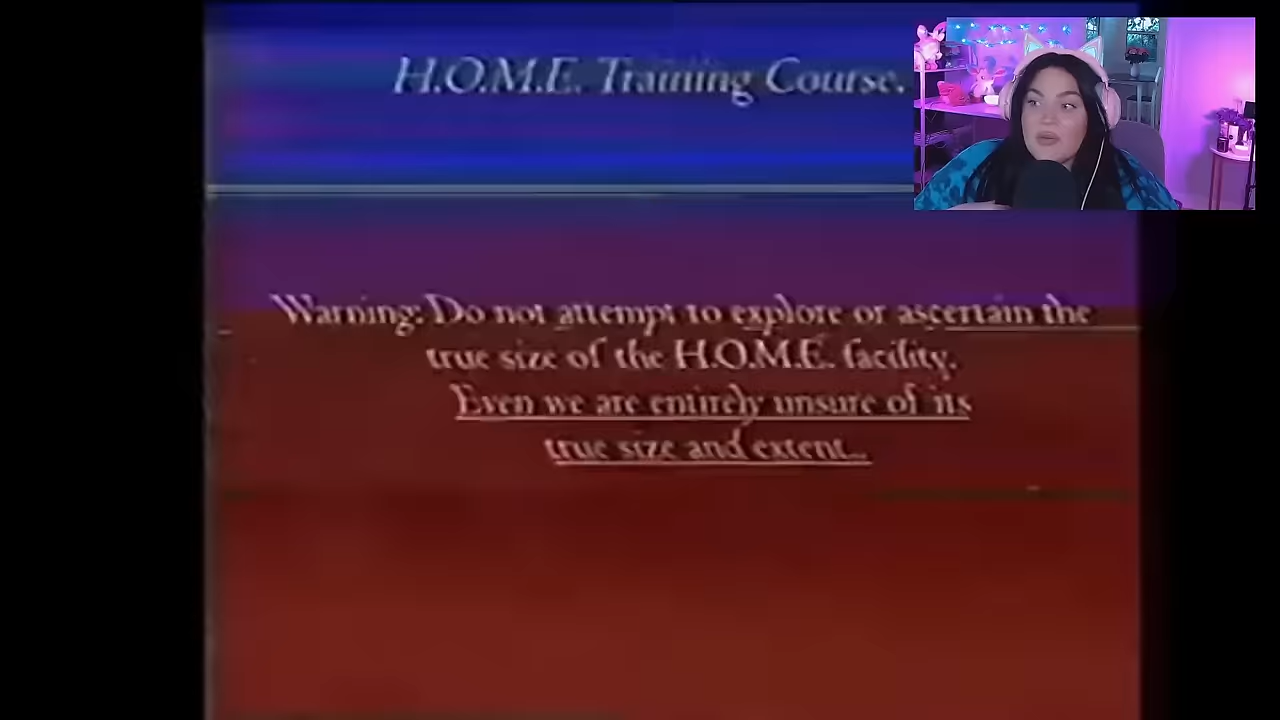 H.O.M.E. Training Course.
Warning: Do not attempt to explore or ascertain the
true size of the H.O.M.E. facility.
Even we are entirely unsure of its
true size and extent...